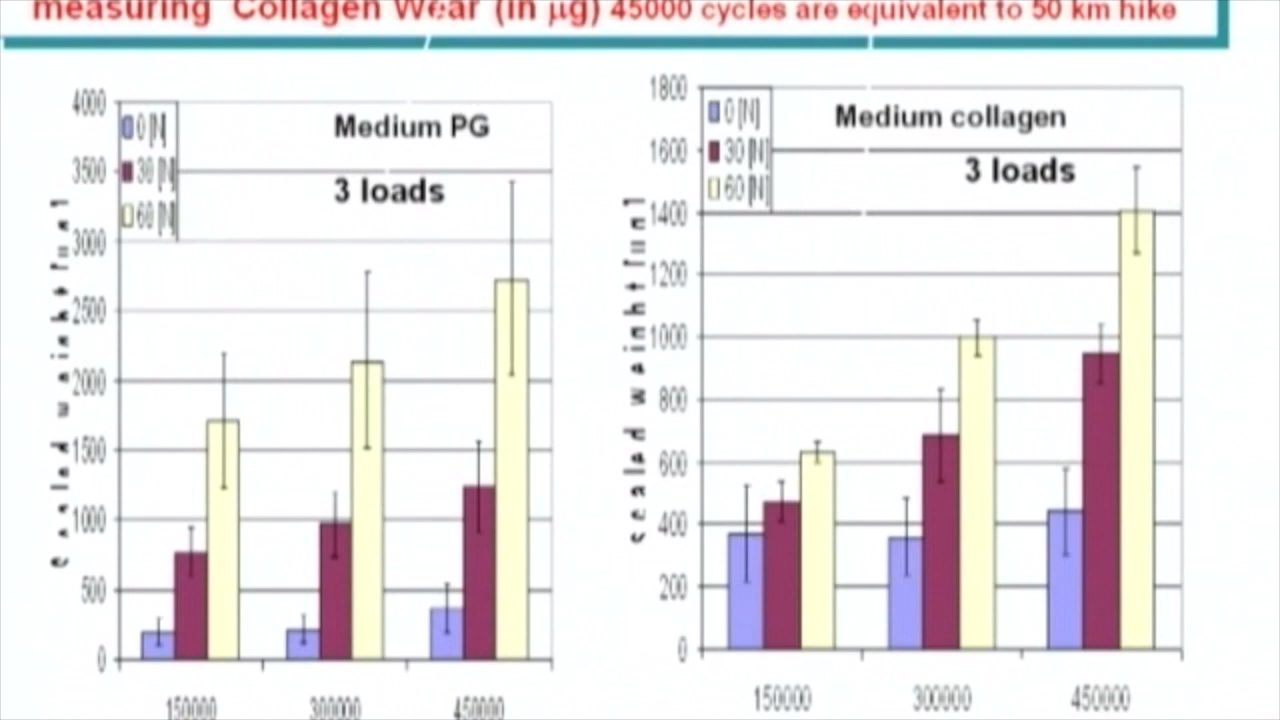 measuring Collagen Wear (in µg) 45000 cycles are equivalent to 50 km hike
4000
3500
3000
2500
2000
1500
1000
500
0
0 [N]
30 [N]
60 [N]
Medium PG
3 loads
150000
300000
450000
1800
1600
1400
1200
1000
800
600
400
200
0
0 [N]
30 [N]
60 [N]
Medium collagen
3 loads
150000
300000
450000